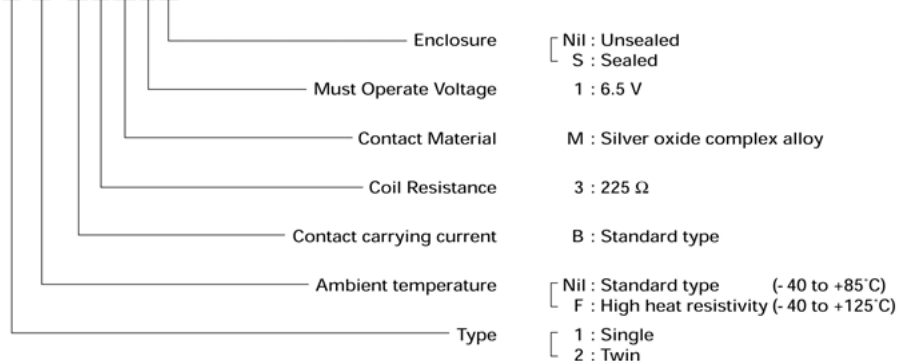 Enclosure Nil : Unsealed
S : Sealed
Must Operate Voltage 1 : 6.5 V
Contact Material M : Silver oxide complex alloy
Coil Resistance 3 : 225 Ω
Contact carrying current B : Standard type
Ambient temperature Nil : Standard type (- 40 to +85˚C)
F : High heat resistivity (- 40 to +125˚C)
Type 1 : Single
2 : Twin